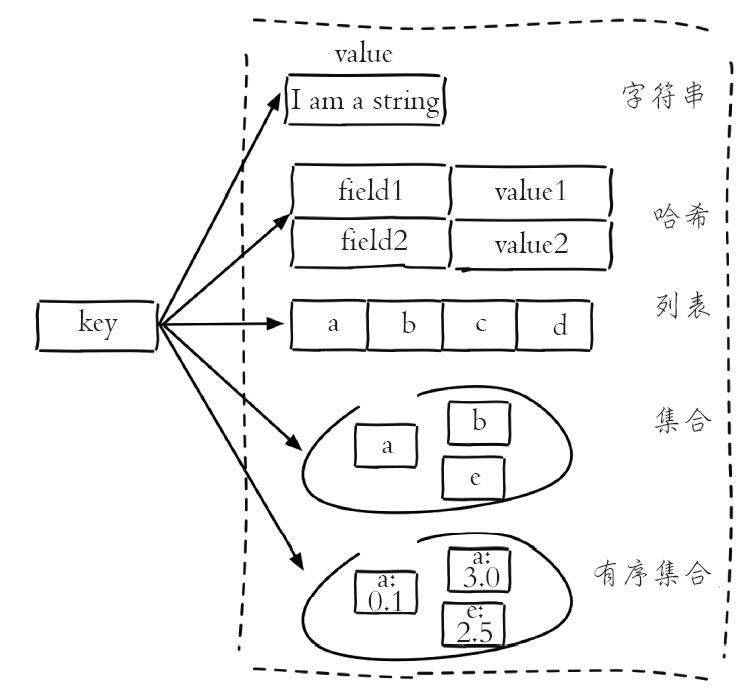 value
I am a string
字符串
field1
value1
field2
value2
哈希
key
a
b
c
d
列表
a
b
e
集合
a:
0.1
a:
3.0
e:
2.5
有序集合